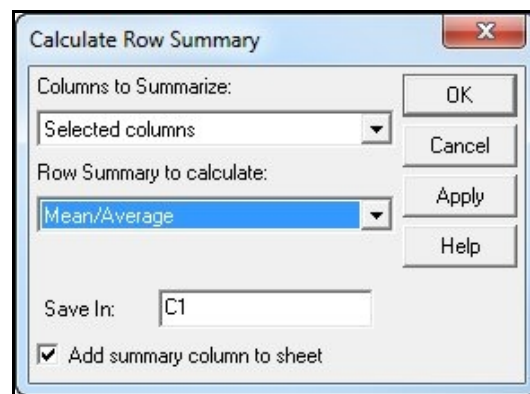 Calculate Row Summary
Columns to Summarize:
Selected columns
Row Summary to calculate:
Mean/Average
Save In: C1
Add summary column to sheet
OK
Cancel
Apply
Help